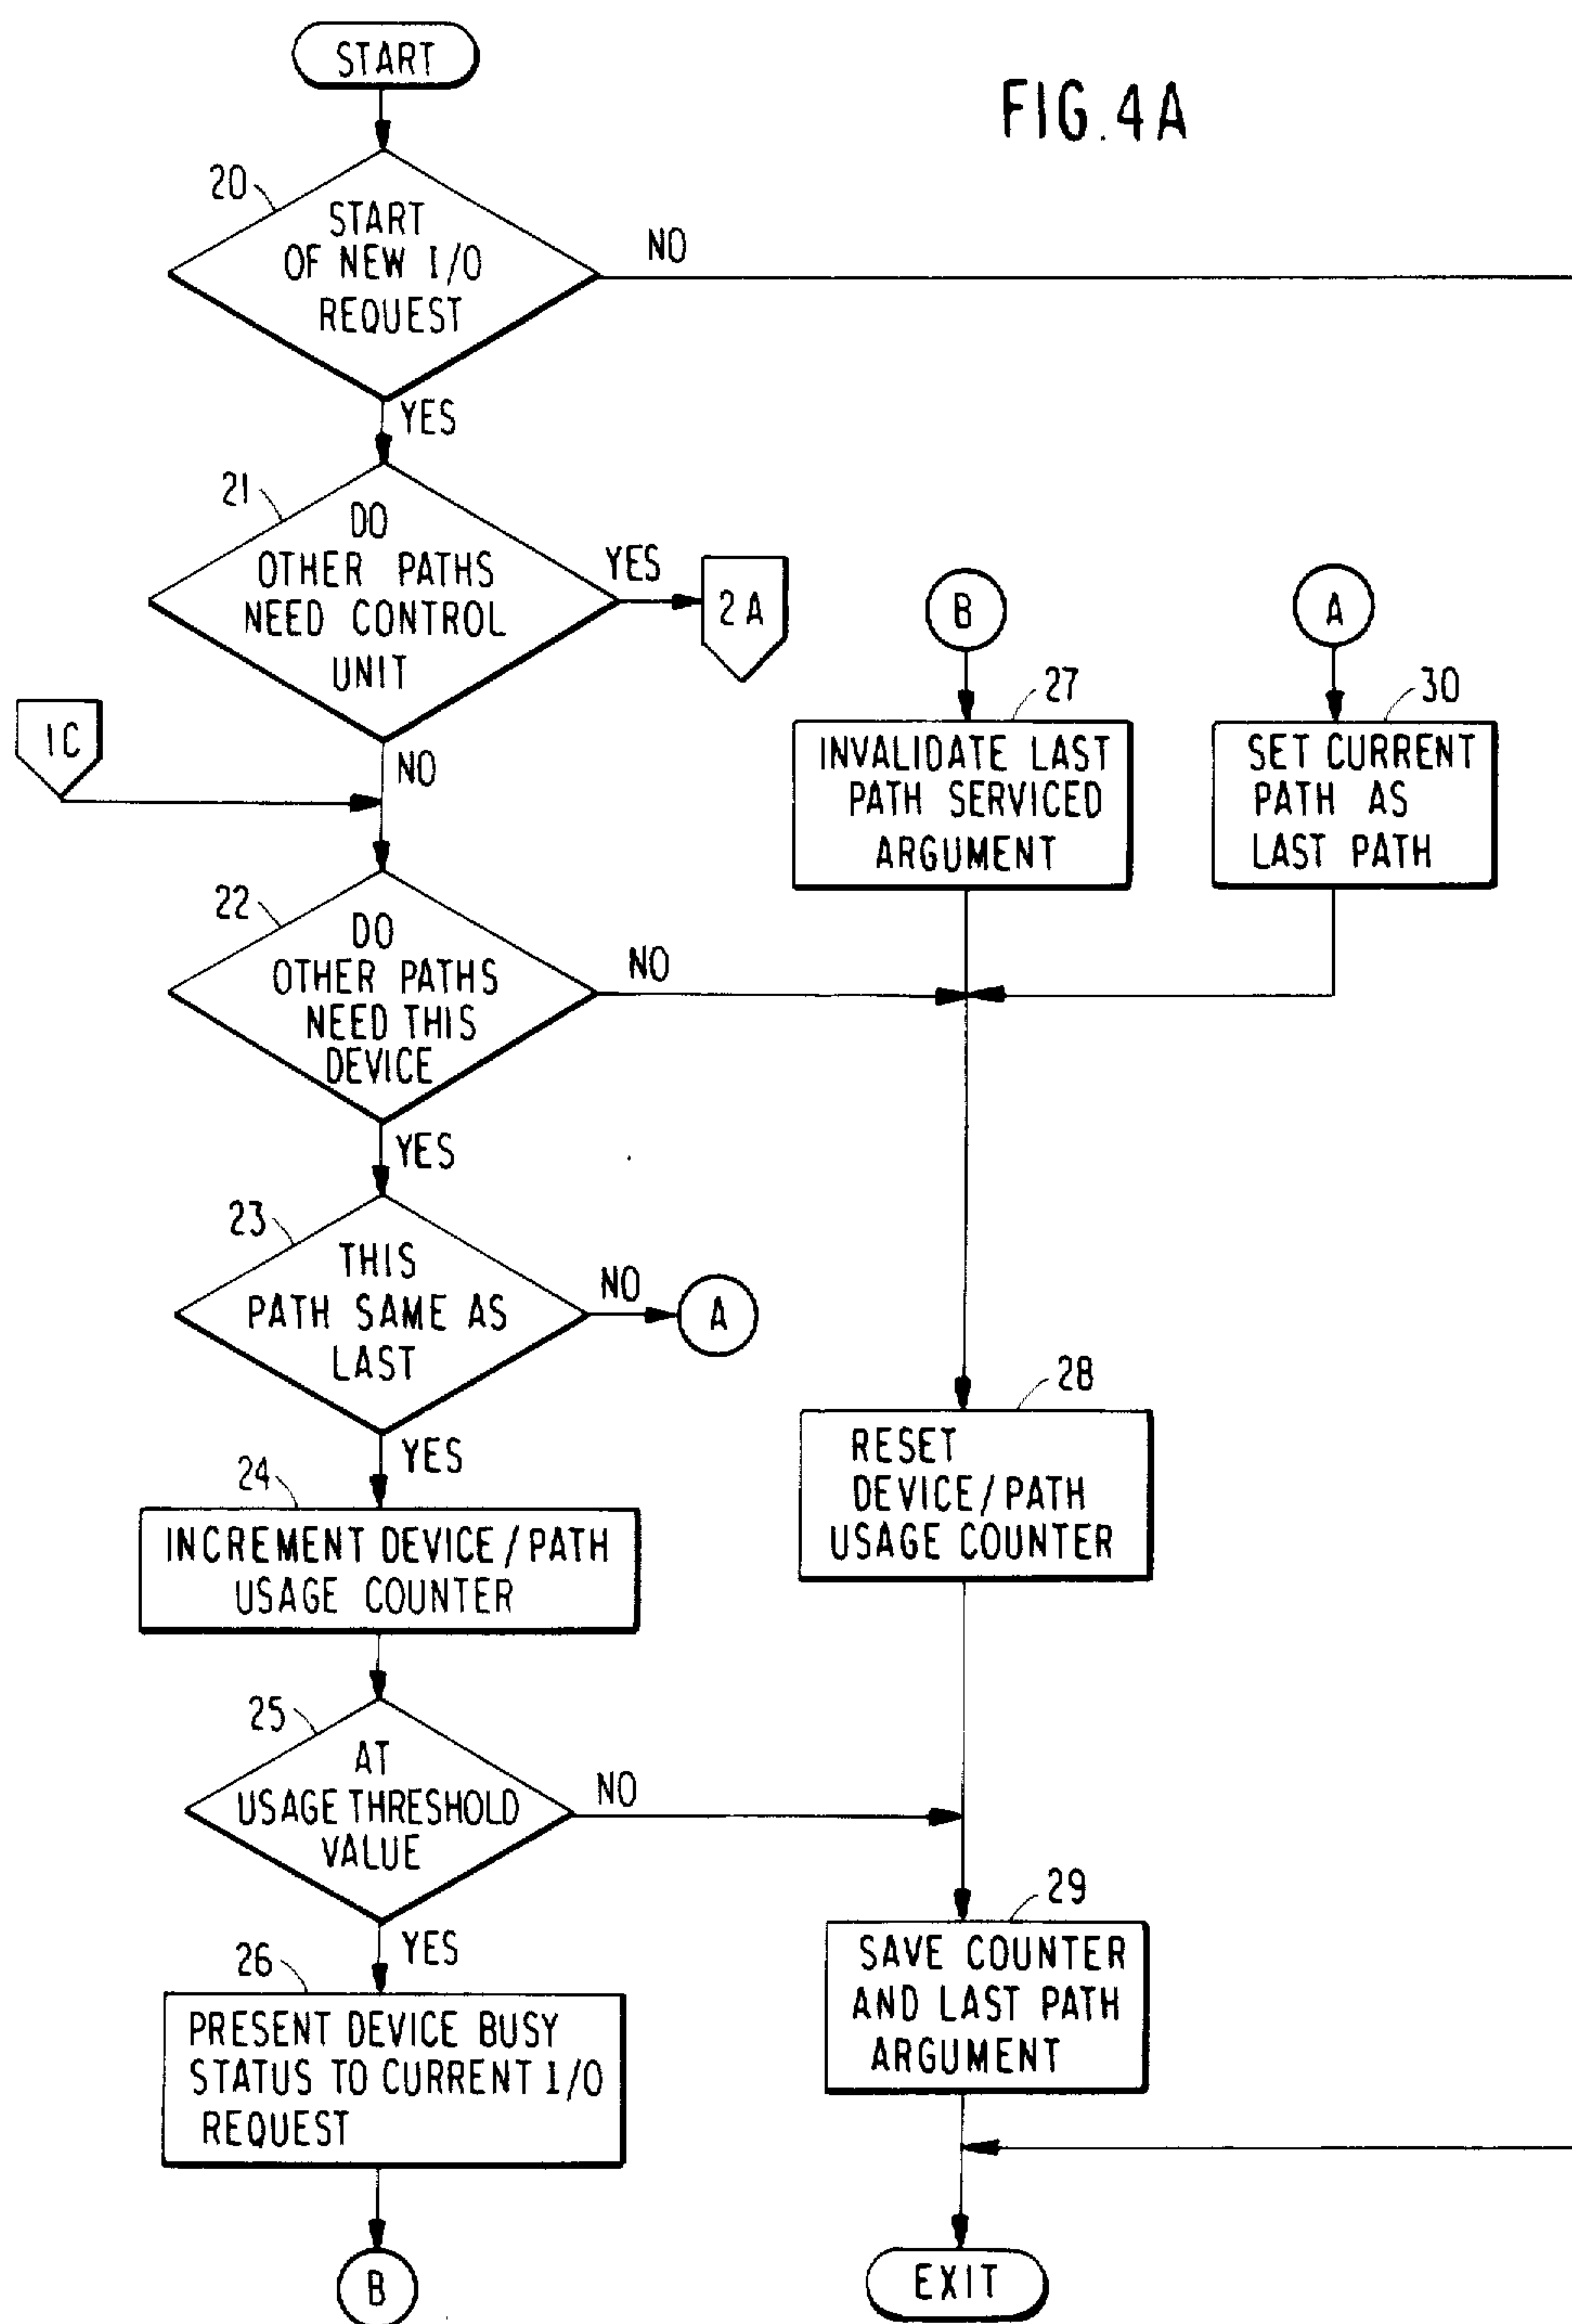 START
FIG. 4A
20
START
OF NEW I/O
REQUEST
NO
YES
21
DO
OTHER PATHS
NEED CONTROL
UNIT
YES
2A
B
A
1C
NO
27
INVALIDATE LAST
PATH SERVICED
ARGUMENT
30
SET CURRENT
PATH AS
LAST PATH
22
DO
OTHER PATHS
NEED THIS
DEVICE
NO
YES
23
THIS
PATH SAME AS
LAST
NO
A
YES
28
RESET
DEVICE/PATH
USAGE COUNTER
24
INCREMENT DEVICE/PATH
USAGE COUNTER
25
AT
USAGE THRESHOLD
VALUE
NO
YES
29
SAVE COUNTER
AND LAST PATH
ARGUMENT
26
PRESENT DEVICE BUSY
STATUS TO CURRENT I/O
REQUEST
B
EXIT